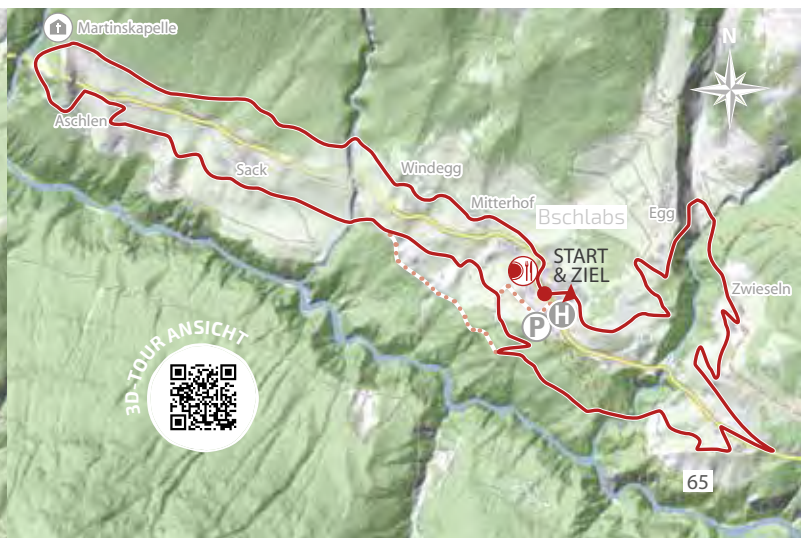 Martinskapelle
N
Aschlen
Sack
Windegg
Mitterhof
Bschlabs
Egg
START
& ZIEL
Zwieseln
P
H
3D-TOUR ANSICHT
65